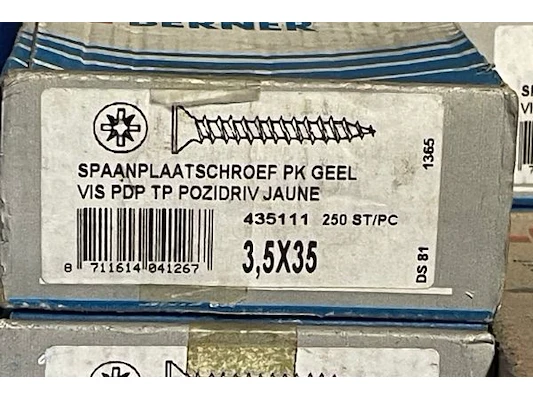 BERNER
SPAANPLAATSCHROEF PK GEEL
VIS PDP TP POZIDRIV JAUNE
435111 250 ST/PC
3,5X35
8 711614 041267
1365
DS 81